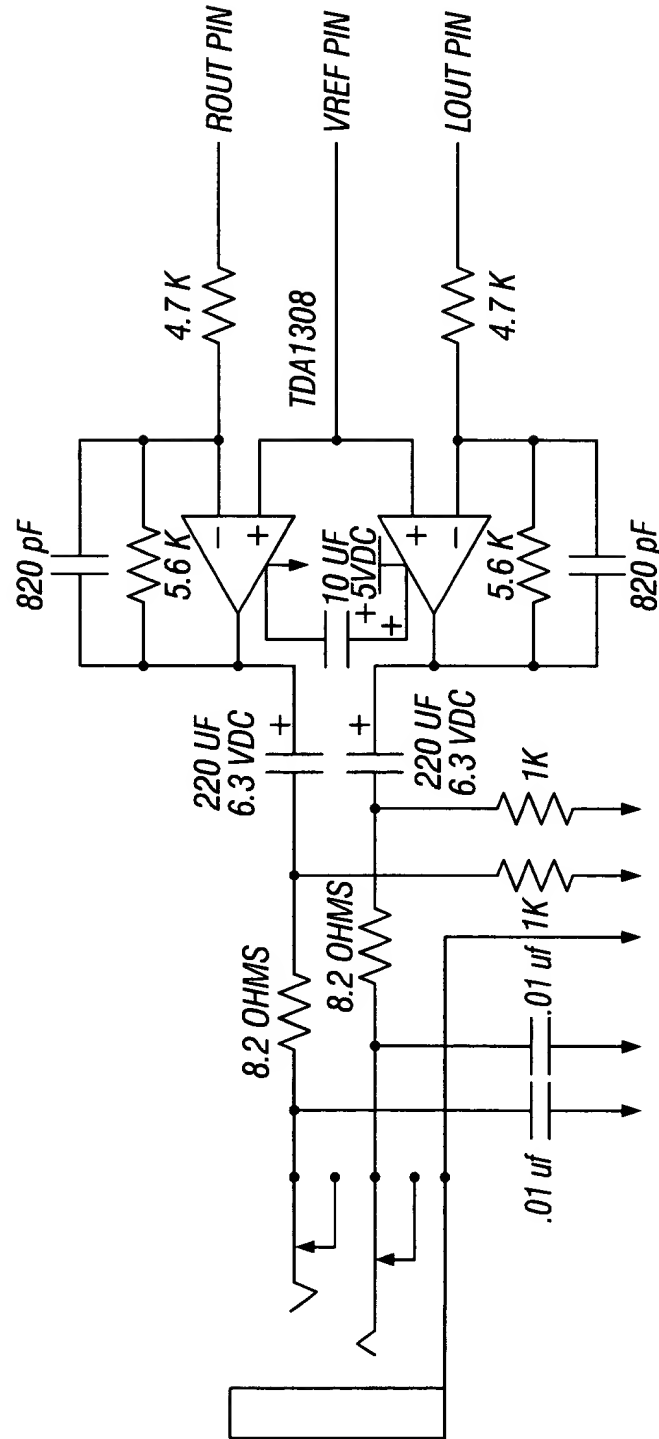 820 pF
5.6 K
4.7 K
ROUT PIN
−
+
TDA1308
VREF PIN
220 UF
6.3 VDC
+
10 UF
5VDC
+
+
+
220 UF
6.3 VDC
+
−
4.7 K
LOUT PIN
5.6 K
820 pF
8.2 OHMS
8.2 OHMS
1K
1K
.01 uf
.01 uf